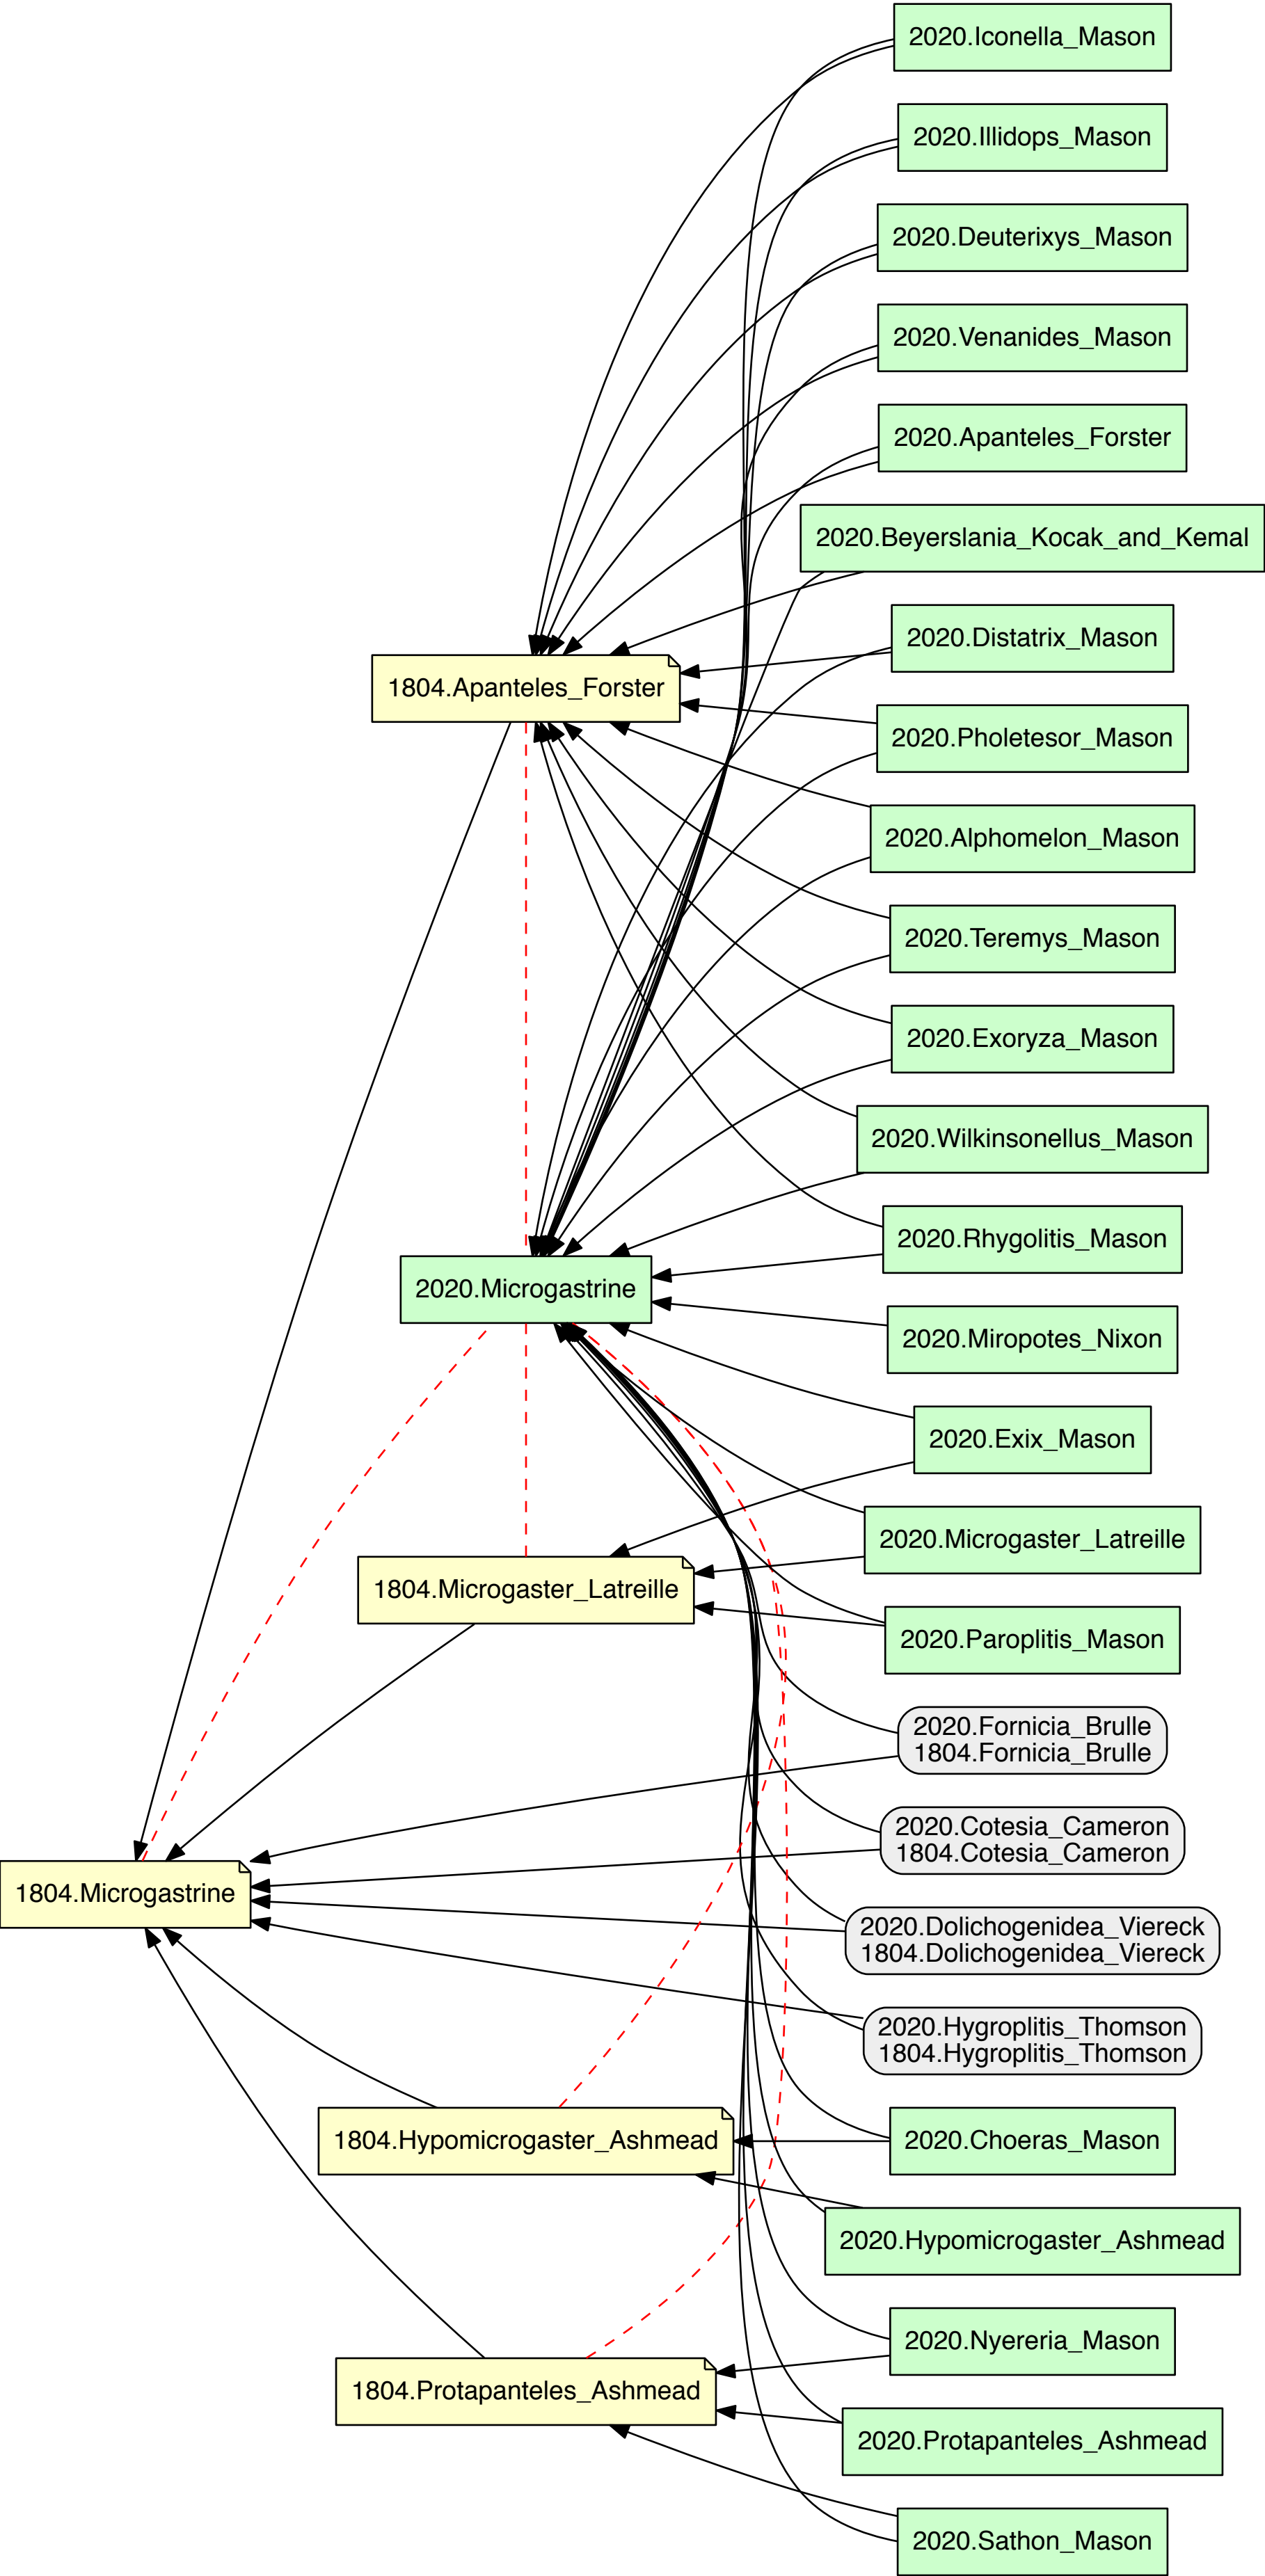 2020.Iconella_Mason
2020.Illidops_Mason
2020.Deuterixys_Mason
2020.Venanides_Mason
2020.Apanteles_Forster
2020.Beyerslania_Kocak_and_Kemal
2020.Distatrix_Mason
1804.Apanteles_Forster
2020.Pholetesor_Mason
2020.Alphomelon_Mason
2020.Teremys_Mason
2020.Exoryza_Mason
2020.Wilkinsonellus_Mason
2020.Rhygolitis_Mason
2020.Microgastrine
2020.Miropotes_Nixon
2020.Exix_Mason
2020.Microgaster_Latreille
1804.Microgaster_Latreille
2020.Paroplitis_Mason
2020.Fornicia_Brulle
1804.Fornicia_Brulle
2020.Cotesia_Cameron
1804.Cotesia_Cameron
1804.Microgastrine
2020.Dolichogenidea_Viereck
1804.Dolichogenidea_Viereck
2020.Hygroplitis_Thomson
1804.Hygroplitis_Thomson
1804.Hypomicrogaster_Ashmead
2020.Choeras_Mason
2020.Hypomicrogaster_Ashmead
2020.Nyereria_Mason
1804.Protapanteles_Ashmead
2020.Protapanteles_Ashmead
2020.Sathon_Mason